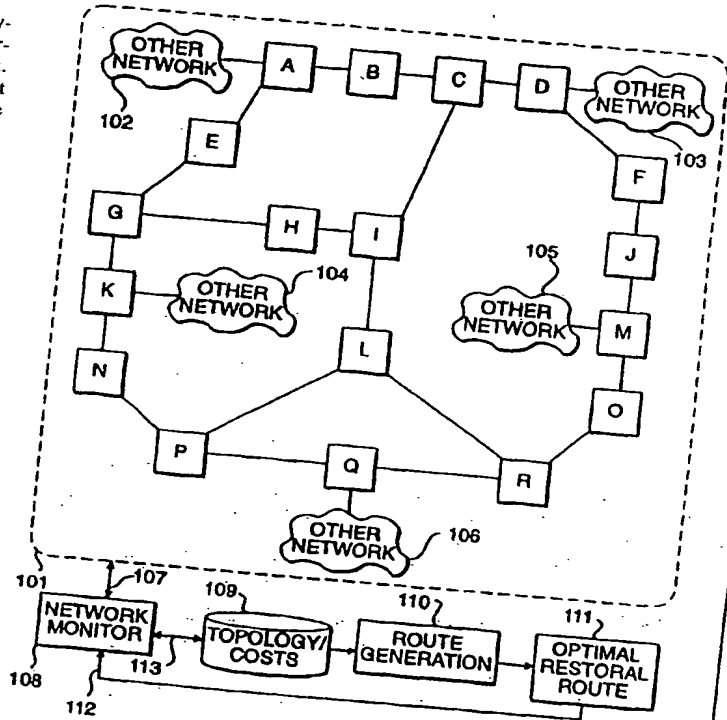 OTHER
NETWORK
102
A
B
C
D
OTHER
NETWORK
103
E
F
G
H
I
J
K
OTHER
NETWORK
104
105
OTHER
NETWORK
M
L
N
O
P
Q
R
OTHER
NETWORK
106
101
107
NETWORK
MONITOR
108
112
113
109
TOPOLOGY/
COSTS
110
ROUTE
GENERATION
111
OPTIMAL
RESTORAL
ROUTE